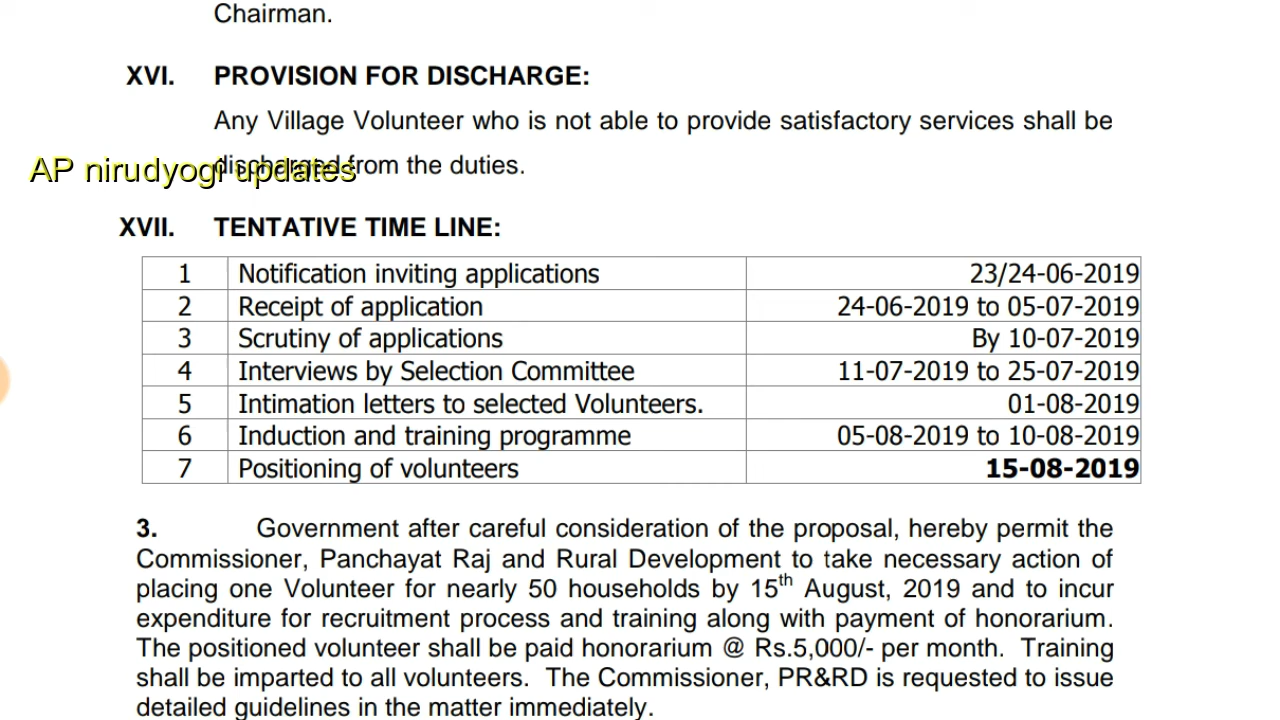 Chairman.
XVI. PROVISION FOR DISCHARGE:
Any Village Volunteer who is not able to provide satisfactory services shall be
discharged from the duties.
AP nirudyogi updates
XVII. TENTATIVE TIME LINE:
1 Notification inviting applications 23/24-06-2019
2 Receipt of application 24-06-2019 to 05-07-2019
3 Scrutiny of applications By 10-07-2019
4 Interviews by Selection Committee 11-07-2019 to 25-07-2019
5 Intimation letters to selected Volunteers. 01-08-2019
6 Induction and training programme 05-08-2019 to 10-08-2019
7 Positioning of volunteers 15-08-2019
3. Government after careful consideration of the proposal, hereby permit the
Commissioner, Panchayat Raj and Rural Development to take necessary action of
placing one Volunteer for nearly 50 households by 15th August, 2019 and to incur
expenditure for recruitment process and training along with payment of honorarium.
The positioned volunteer shall be paid honorarium @ Rs.5,000/- per month. Training
shall be imparted to all volunteers. The Commissioner, PR&RD is requested to issue
detailed guidelines in the matter immediately.